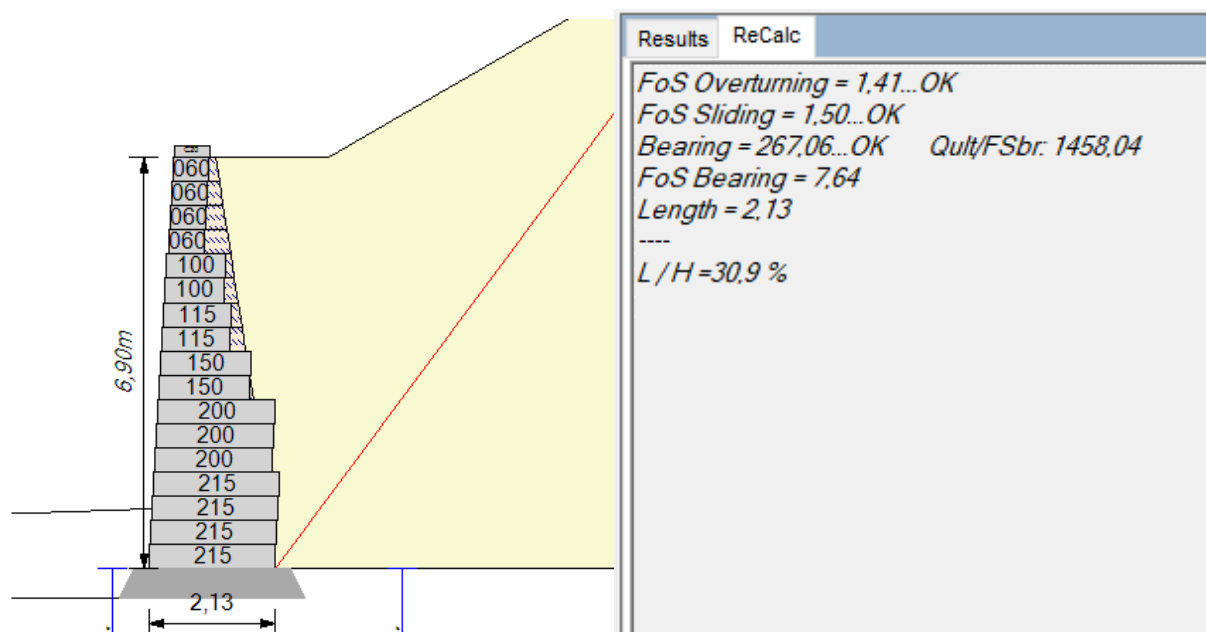 060
060
060
060
100
100
115
115
150
150
200
200
200
215
215
215
215
6,90m
2,13
Results
ReCalc
FoS Overturning = 1,41...OK
FoS Sliding = 1,50...OK
Bearing = 267,06...OK Qult/FSbr: 1458,04
FoS Bearing = 7,64
Length = 2,13
----
L / H =30,9 %